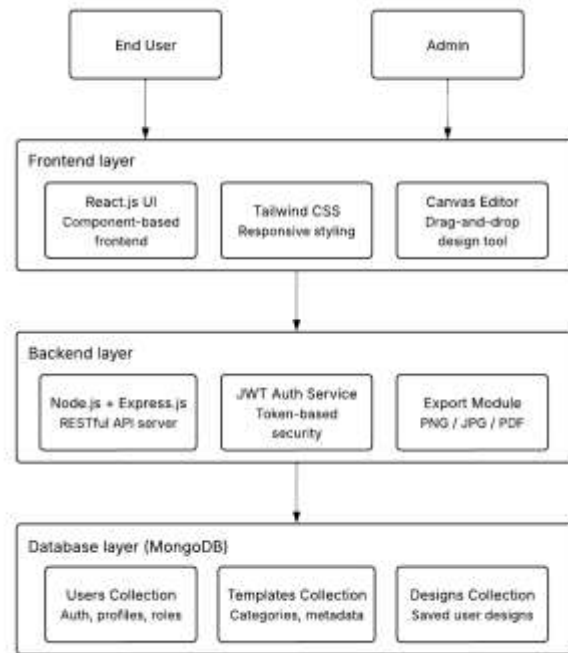 End User
Admin
Frontend layer
React.js UI
Component-based
frontend
Tailwind CSS
Responsive styling
Canvas Editor
Drag-and-drop
design tool
Backend layer
Node.js + Express.js
RESTful API server
JWT Auth Service
Token-based
security
Export Module
PNG / JPG / PDF
Database layer (MongoDB)
Users Collection
Auth, profiles, roles
Templates Collection
Categories, metadata
Designs Collection
Saved user designs